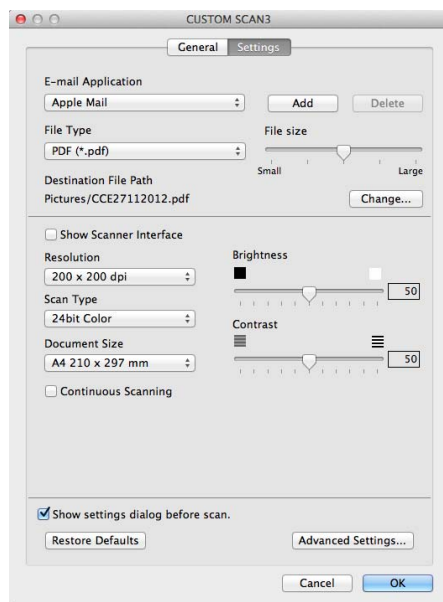 CUSTOM SCAN3
General Settings
E-mail Application
Apple Mail Add Delete
File Type File size
PDF (*.pdf)
Small Large
Destination File Path
Pictures/CCE27112012.pdf Change...
Show Scanner Interface
Resolution Brightness
200 x 200 dpi
50
Scan Type
24bit Color Contrast
Document Size
A4 210 x 297 mm 50
Continuous Scanning
Show settings dialog before scan.
Restore Defaults Advanced Settings...
Cancel OK